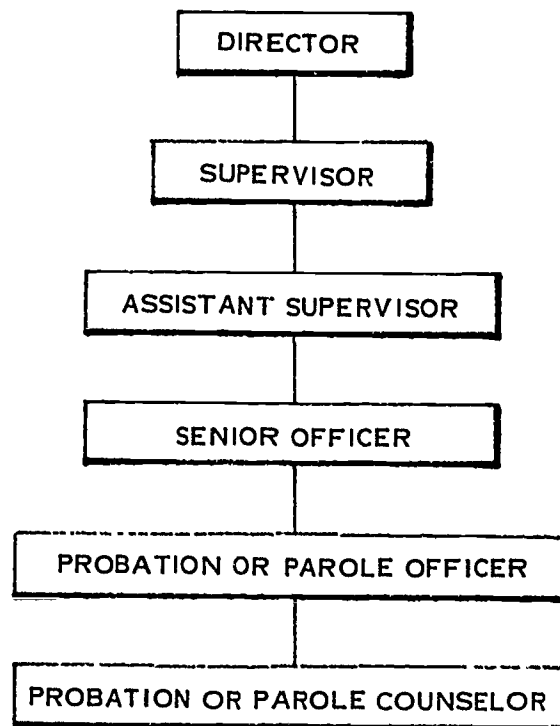 DIRECTOR
SUPERVISOR
ASSISTANT SUPERVISOR
SENIOR OFFICER
PROBATION OR PAROLE OFFICER
PROBATION OR PAROLE COUNSELOR